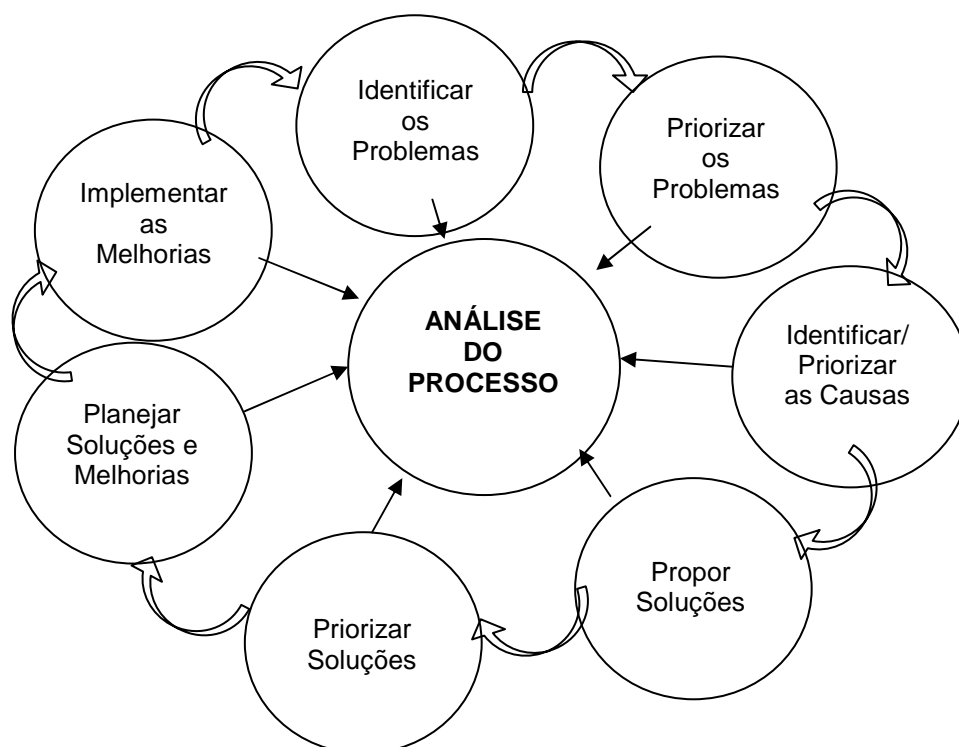 Identificar
os
Problemas
Priorizar
os
Problemas
Identificar/
Priorizar
as Causas
Propor
Soluções
Priorizar
Soluções
Planejar
Soluções e
Melhorias
Implementar
as
Melhorias
ANÁLISE
DO
PROCESSO